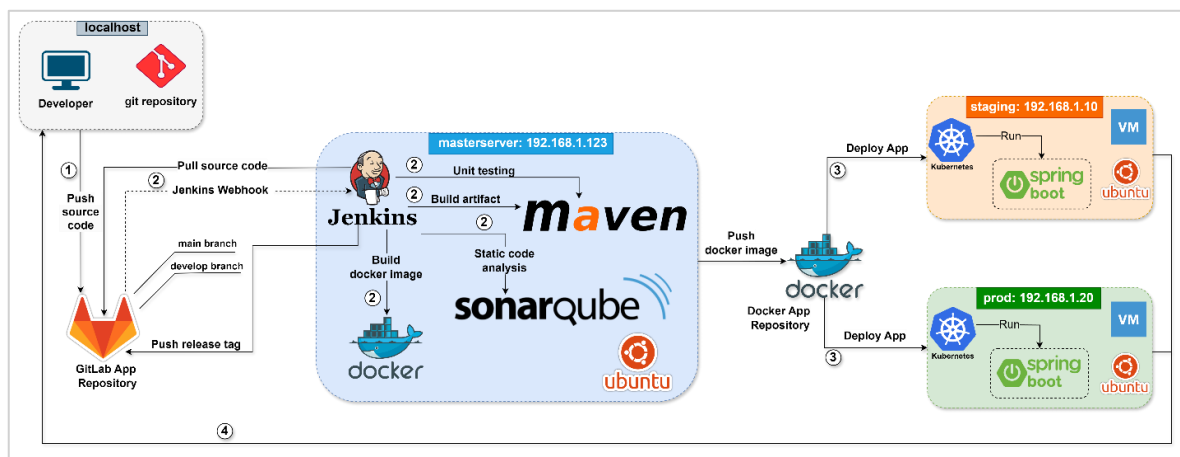 localhost
Developer
git repository
1
Push
source
code
2
Pull source code
Jenkins Webhook
main branch
develop branch
Push release tag
GitLab App
Repository
masterserver: 192.168.1.123
Jenkins
2
Unit testing
2
Build artifact
maven
2
Static code
analysis
sonarqube
Build
docker image
2
docker
ubuntu
Push
docker image
docker
Docker App
Repository
3
Deploy App
3
Deploy App
staging: 192.168.1.10
Kubernetes
Run
spring
boot
VM
ubuntu
prod: 192.168.1.20
Kubernetes
Run
spring
boot
VM
ubuntu
4